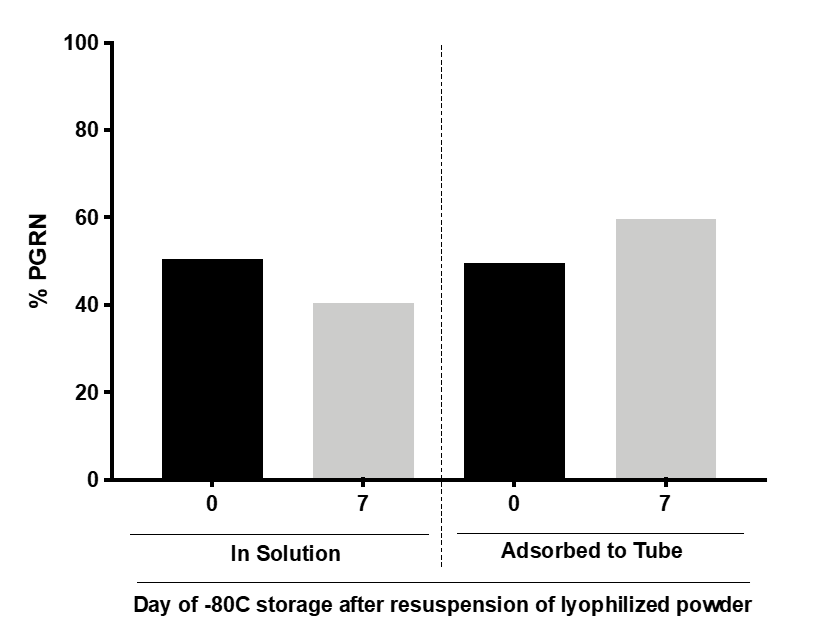 100
80
60
40
20
0
% PGRN
0 7 0 7
In Solution Adsorbed to Tube
Day of -80C storage after resuspension of lyophilized powder